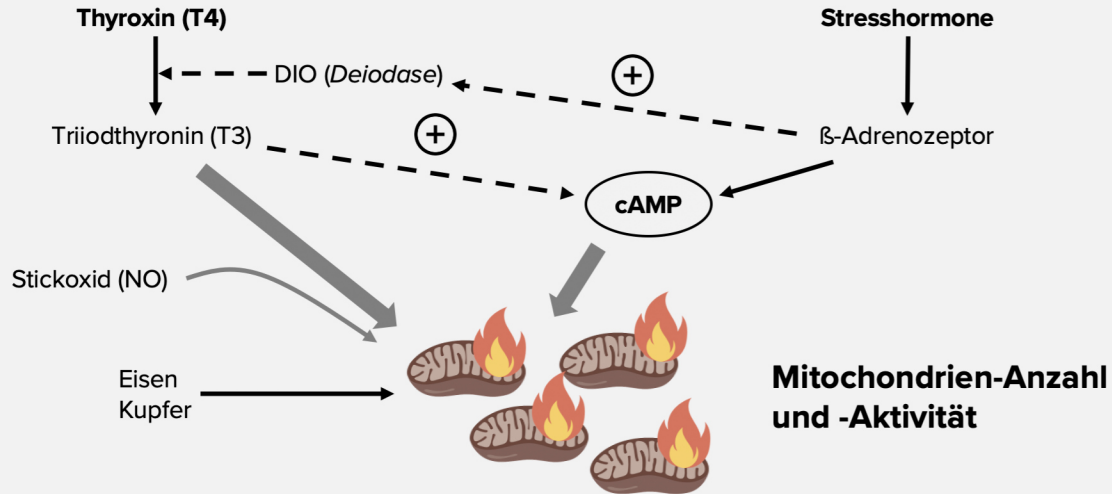 Thyroxin (T4)
Stresshormone
DIO (Deiodase)
+
Triiodthyronin (T3)
+
ß-Adrenozeptor
cAMP
Stickoxid (NO)
Eisen
Kupfer
Mitochondrien-Anzahl
und -Aktivität